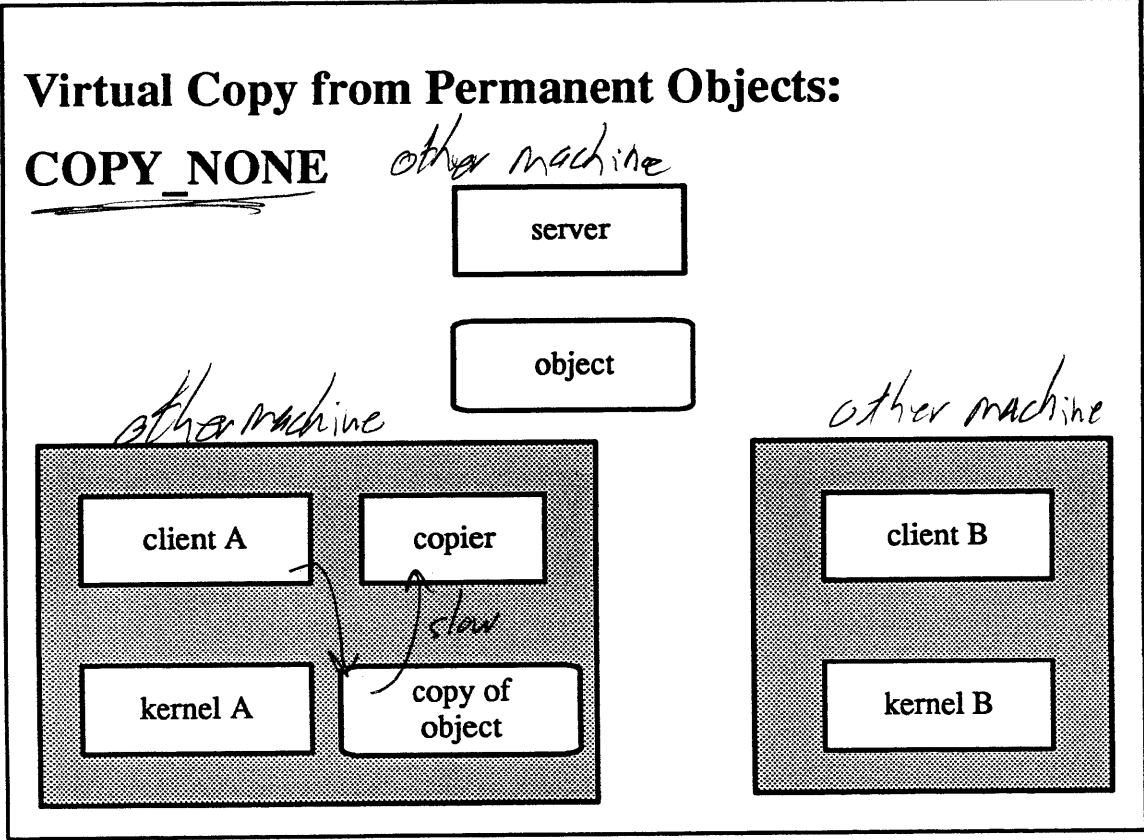 Virtual Copy from Permanent Objects:
COPY_NONE
other machine
server
object
other machine
other machine
client A
copier
client B
slow
kernel A
copy of
object
kernel B